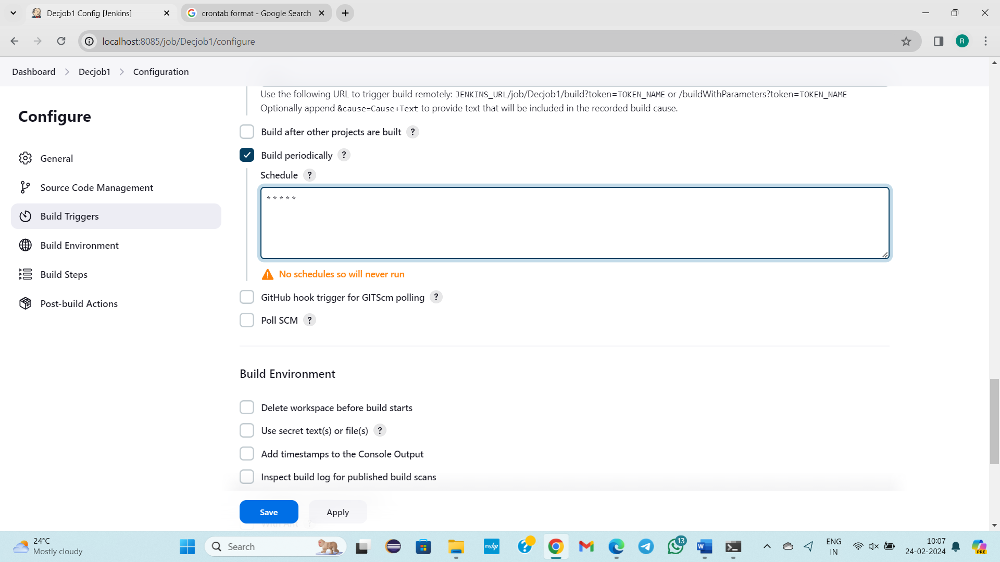 Decjob1 Config [Jenkins]
crontab format - Google Search
localhost:8085/job/Decjob1/configure
R
Dashboard
Decjob1
Configuration
Use the following URL to trigger build remotely: JENKINS_URL/job/Decjob1/build?token=TOKEN_NAME or /buildWithParameters?token=TOKEN_NAME
Optionally append &cause=Cause+Text to provide text that will be included in the recorded build cause.
Configure
General
Source Code Management
Build Triggers
Build Environment
Build Steps
Post-build Actions
Build after other projects are built ?
Build periodically ?
Schedule ?
* * * * *
No schedules so will never run
GitHub hook trigger for GITScm polling ?
Poll SCM ?
Build Environment
Delete workspace before build starts
Use secret text(s) or file(s) ?
Add timestamps to the Console Output
Inspect build log for published build scans
With Ant ?
Save
Apply
24°C
Mostly cloudy
Search
myhp
13
ENG
IN
10:07
24-02-2024
PRE